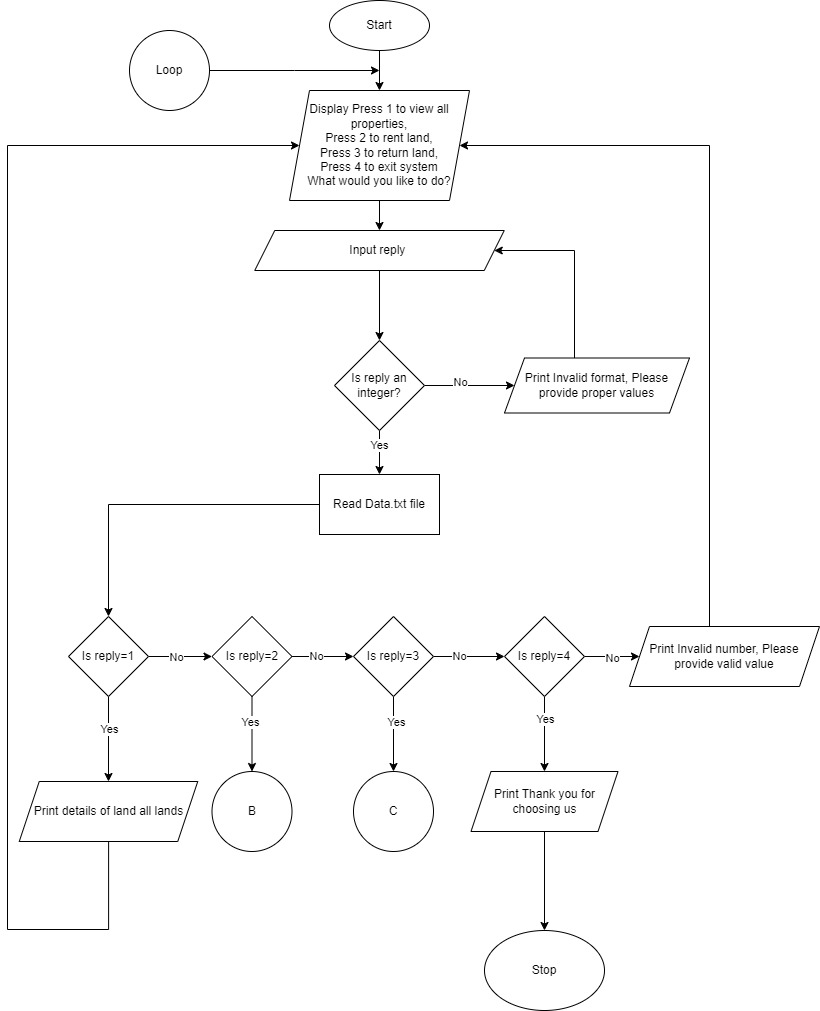 Start
Loop
Display Press 1 to view all
properties,
Press 2 to rent land,
Press 3 to return land,
Press 4 to exit system
What would you like to do?
Input reply
Is reply an
integer?
No
Print Invalid format, Please
provide proper values
Yes
Read Data.txt file
Is reply=1
No
Is reply=2
No
Is reply=3
No
Is reply=4
No
Print Invalid number, Please
provide valid value
Yes
Yes
Yes
Yes
Print details of land all lands
B
C
Print Thank you for
choosing us
Stop